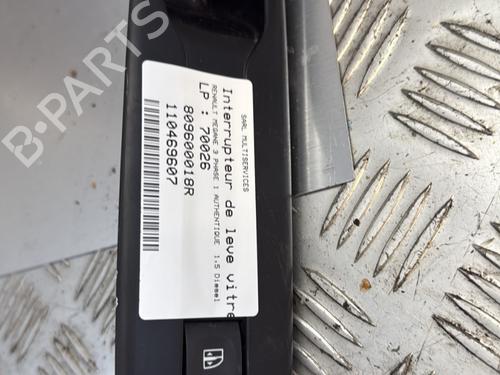 SARL MULTISERVICES
Interrupteur de leve vitre
RENAULT MEGANE 3 PHASE 1 AUTHENTIQUE 1.5 Diesel
LP : 70026
809600018R
110469607
B-PARTS